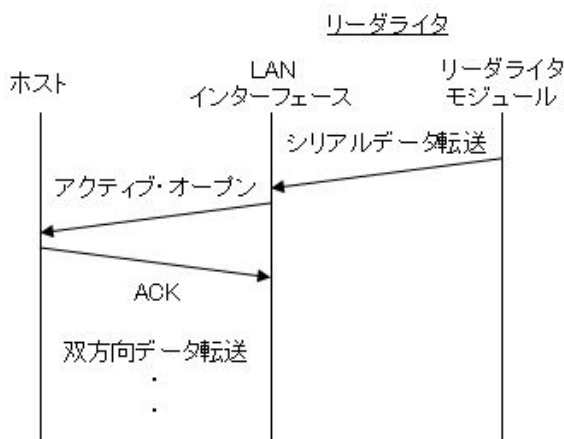 リーダライタ
ホスト
LAN
インターフェース
リーダライタ
モジュール
シリアルデータ転送
アクティブ・オープン
ACK
双方向データ転送
・
・